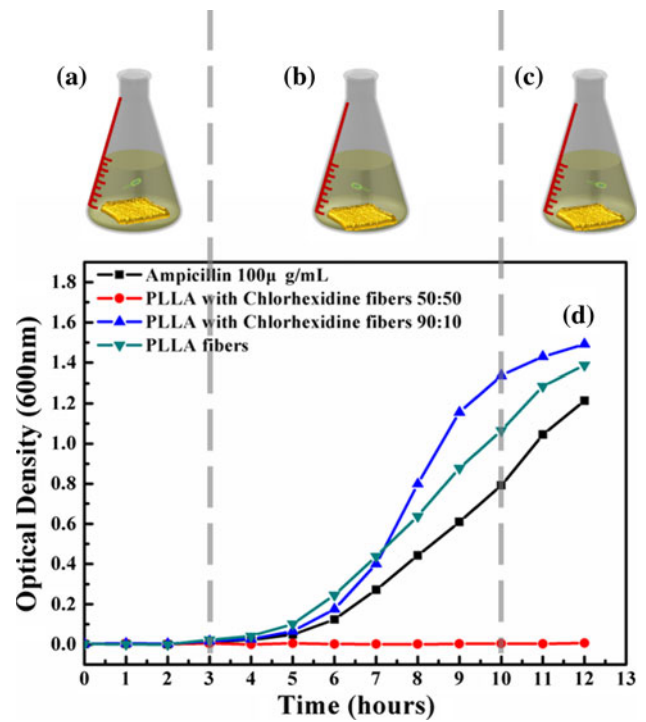 (a)
(b)
(c)
Ampicillin 100μ g/mL
PLLA with Chlorhexidine fibers 50:50
PLLA with Chlorhexidine fibers 90:10
PLLA fibers
(d)
Optical Density (600nm)
1.8
1.6
1.4
1.2
1.0
0.8
0.6
0.4
0.2
0.0
0 1 2 3 4 5 6 7 8 9 10 11 12 13
Time (hours)